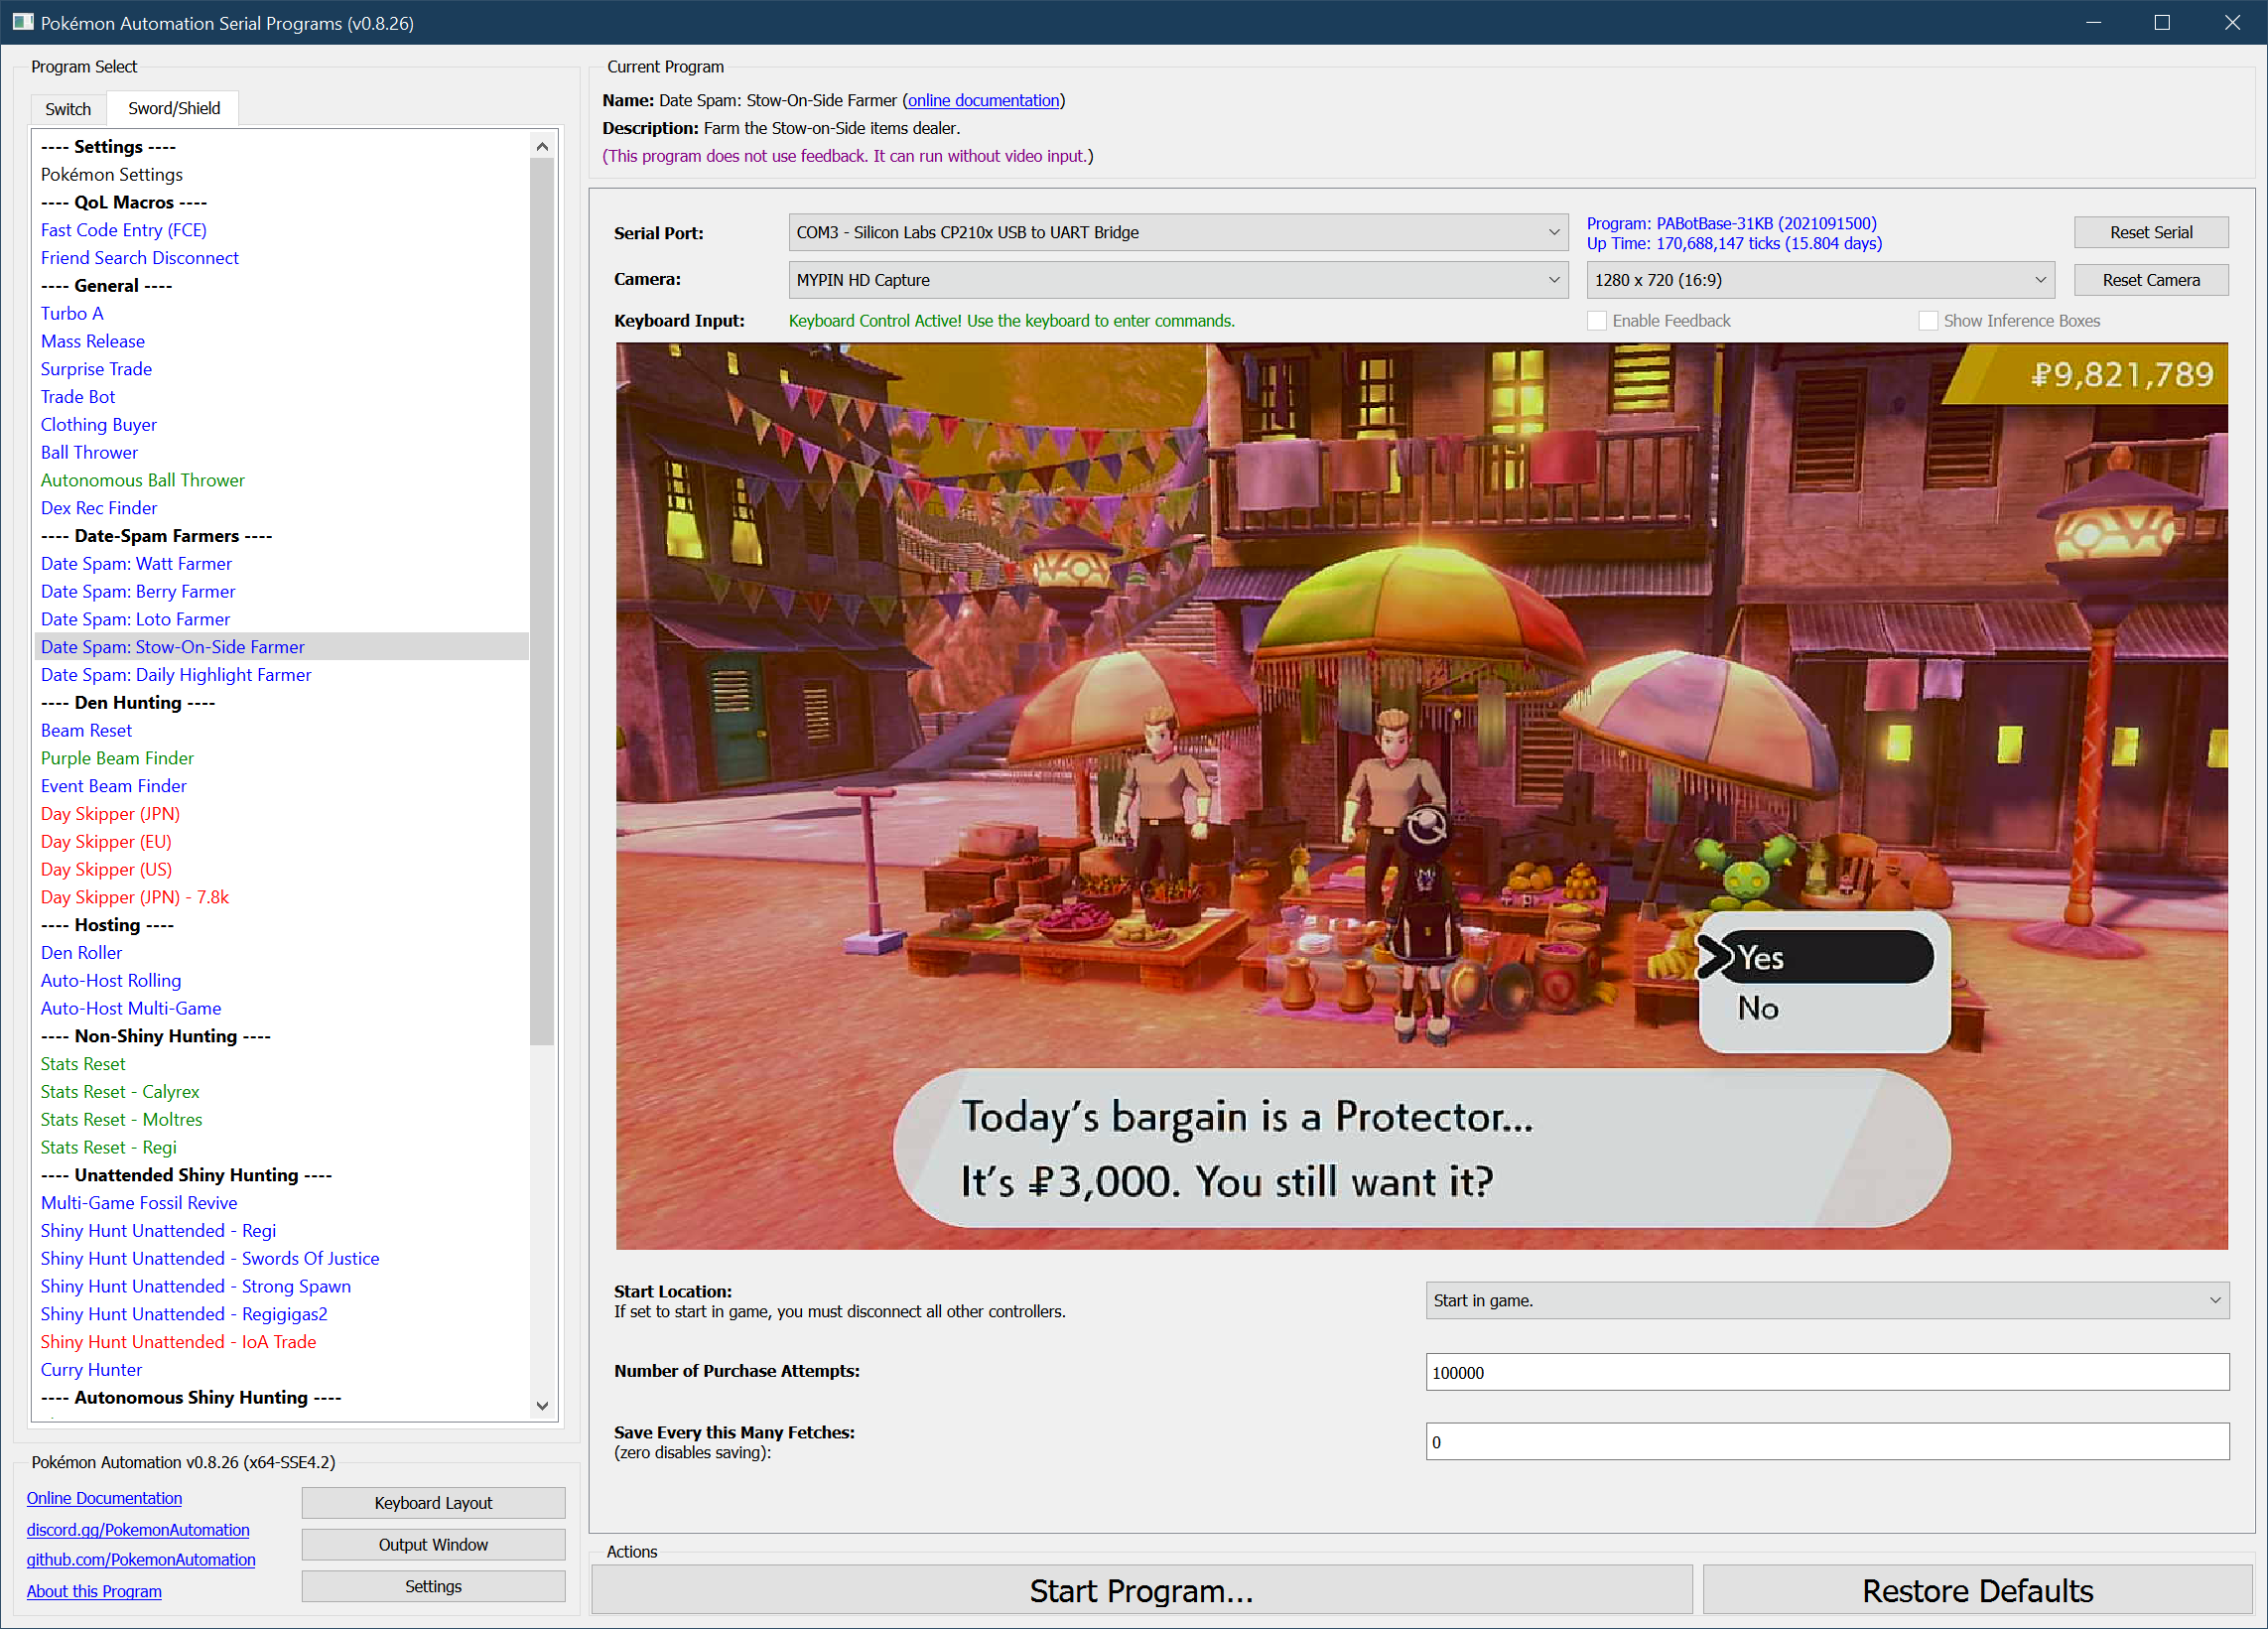 Pokémon Automation Serial Programs (v0.8.26)
Program Select
Switch
Sword/Shield
---- Settings ----
Pokémon Settings
---- QoL Macros ----
Fast Code Entry (FCE)
Friend Search Disconnect
---- General ----
Turbo A
Mass Release
Surprise Trade
Trade Bot
Clothing Buyer
Ball Thrower
Autonomous Ball Thrower
Dex Rec Finder
---- Date-Spam Farmers ----
Date Spam: Watt Farmer
Date Spam: Berry Farmer
Date Spam: Loto Farmer
Date Spam: Stow-On-Side Farmer
Date Spam: Daily Highlight Farmer
---- Den Hunting ----
Beam Reset
Purple Beam Finder
Event Beam Finder
Day Skipper (JPN)
Day Skipper (EU)
Day Skipper (US)
Day Skipper (JPN) - 7.8k
---- Hosting ----
Den Roller
Auto-Host Rolling
Auto-Host Multi-Game
---- Non-Shiny Hunting ----
Stats Reset
Stats Reset - Calyrex
Stats Reset - Moltres
Stats Reset - Regi
---- Unattended Shiny Hunting ----
Multi-Game Fossil Revive
Shiny Hunt Unattended - Regi
Shiny Hunt Unattended - Swords Of Justice
Shiny Hunt Unattended - Strong Spawn
Shiny Hunt Unattended - Regigigas2
Shiny Hunt Unattended - IoA Trade
Curry Hunter
---- Autonomous Shiny Hunting ----
Pokémon Automation v0.8.26 (x64-SSE4.2)
Online Documentation
discord.gg/PokemonAutomation
github.com/PokemonAutomation
About this Program
Keyboard Layout
Output Window
Settings
Current Program
Name: Date Spam: Stow-On-Side Farmer (online documentation)
Description: Farm the Stow-on-Side items dealer.
(This program does not use feedback. It can run without video input.)
Serial Port:
COM3 - Silicon Labs CP210x USB to UART Bridge
Program: PABotBase-31KB (2021091500)
Up Time: 170,688,147 ticks (15.804 days)
Reset Serial
Camera:
MYPIN HD Capture
1280 x 720 (16:9)
Reset Camera
Keyboard Input:
Keyboard Control Active! Use the keyboard to enter commands.
Enable Feedback
Show Inference Boxes
₽9,821,789
Yes
No
Today's bargain is a Protector...
It's ₽3,000. You still want it?
Start Location:
If set to start in game, you must disconnect all other controllers.
Start in game.
Number of Purchase Attempts:
100000
Save Every this Many Fetches:
(zero disables saving):
0
Actions
Start Program...
Restore Defaults